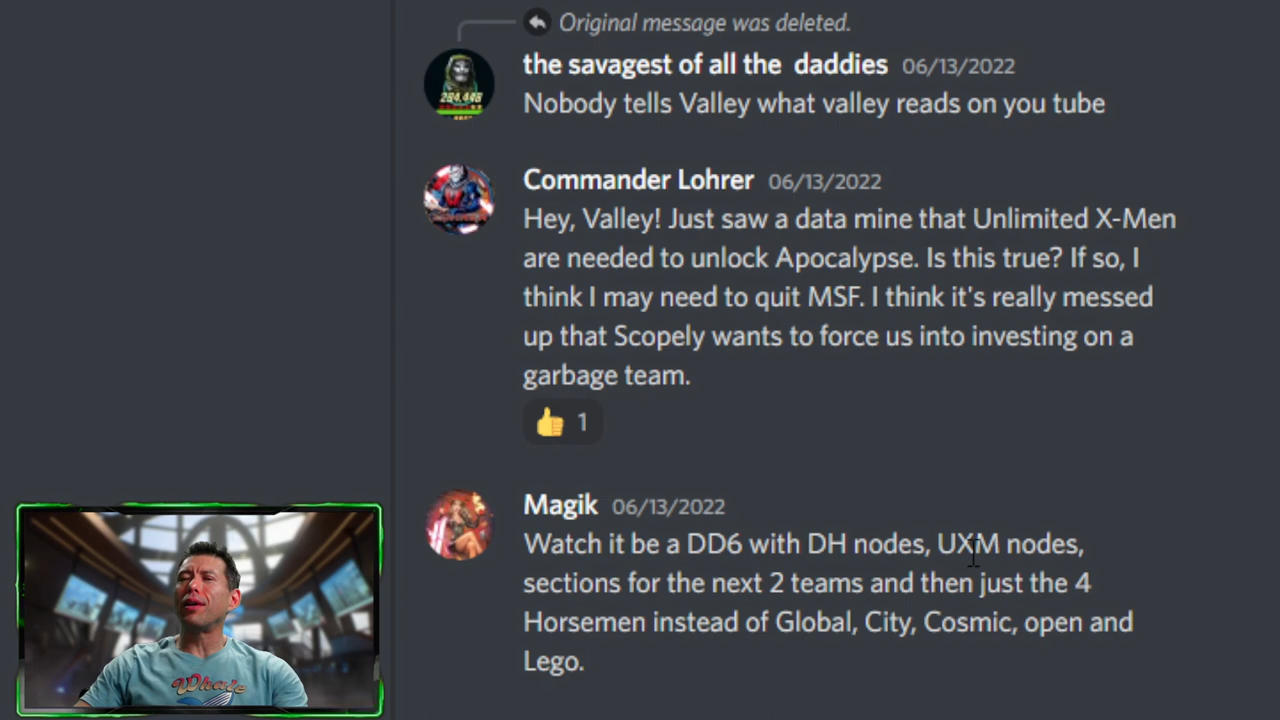 Original message was deleted.
the savagest of all the daddies 06/13/2022
Nobody tells Valley what valley reads on you tube
Commander Lohrer 06/13/2022
Hey, Valley! Just saw a data mine that Unlimited X-Men
are needed to unlock Apocalypse. Is this true? If so, I
think I may need to quit MSF. I think it's really messed
up that Scopely wants to force us into investing on a
garbage team.
👍 1
Magik 06/13/2022
Watch it be a DD6 with DH nodes, UXM nodes,
sections for the next 2 teams and then just the 4
Horsemen instead of Global, City, Cosmic, open and
Lego.
Whale